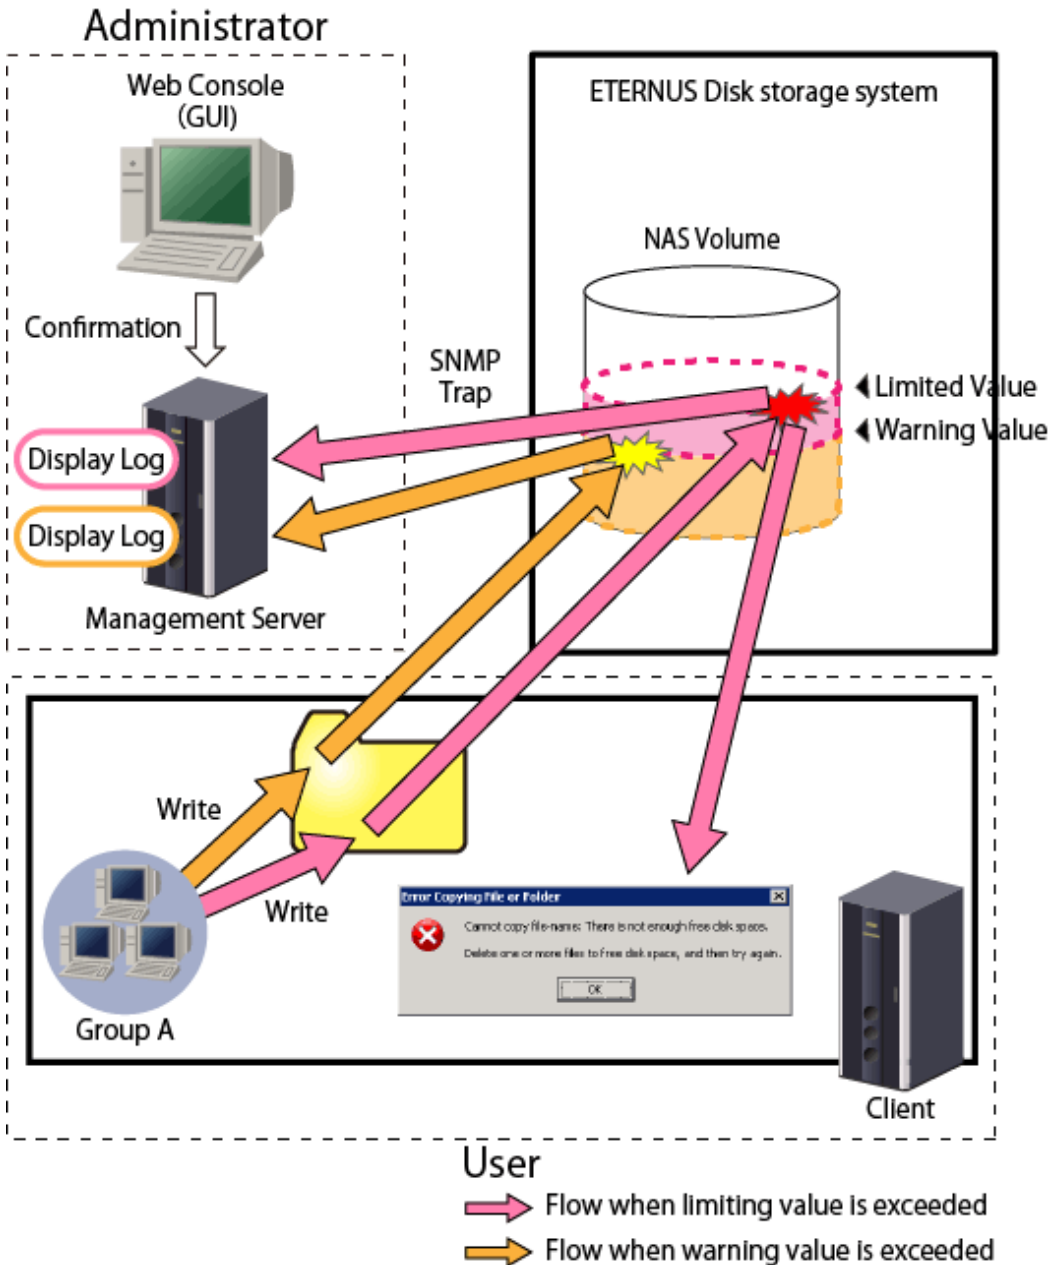 Administrator
Web Console
(GUI)
ETERNUS Disk storage system
NAS Volume
Confirmation
SNMP
Trap
Limited Value
Warning Value
Display Log
Display Log
Management Server
Write
Write
Group A
Error Copying File or Folder
Cannot copy file-name: There is not enough free disk space.
Delete one or more files to free disk space, and then try again.
OK
Client
User
Flow when limiting value is exceeded
Flow when warning value is exceeded